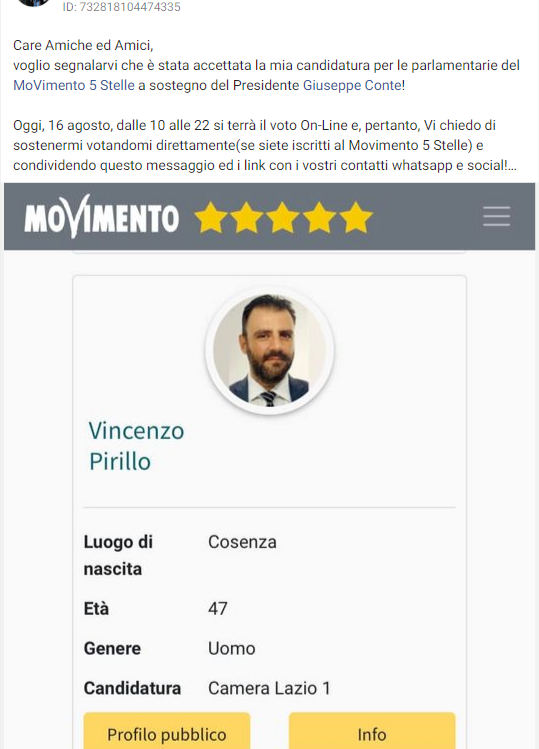 ID: 732818104474335
Care Amiche ed Amici,
voglio segnalarvi che è stata accettata la mia candidatura per le parlamentarie del
MoVimento 5 Stelle a sostegno del Presidente Giuseppe Conte!
Oggi, 16 agosto, dalle 10 alle 22 si terrà il voto On-Line e, pertanto, Vi chiedo di
sostenermi votandomi direttamente(se siete iscritti al Movimento 5 Stelle) e
condividendo questo messaggio ed i link con i vostri contatti whatsapp e social!...
MOVIMENTO
Vincenzo
Pirillo
Luogo di nascita Cosenza
Età 47
Genere Uomo
Candidatura Camera Lazio 1
Profilo pubblico Info